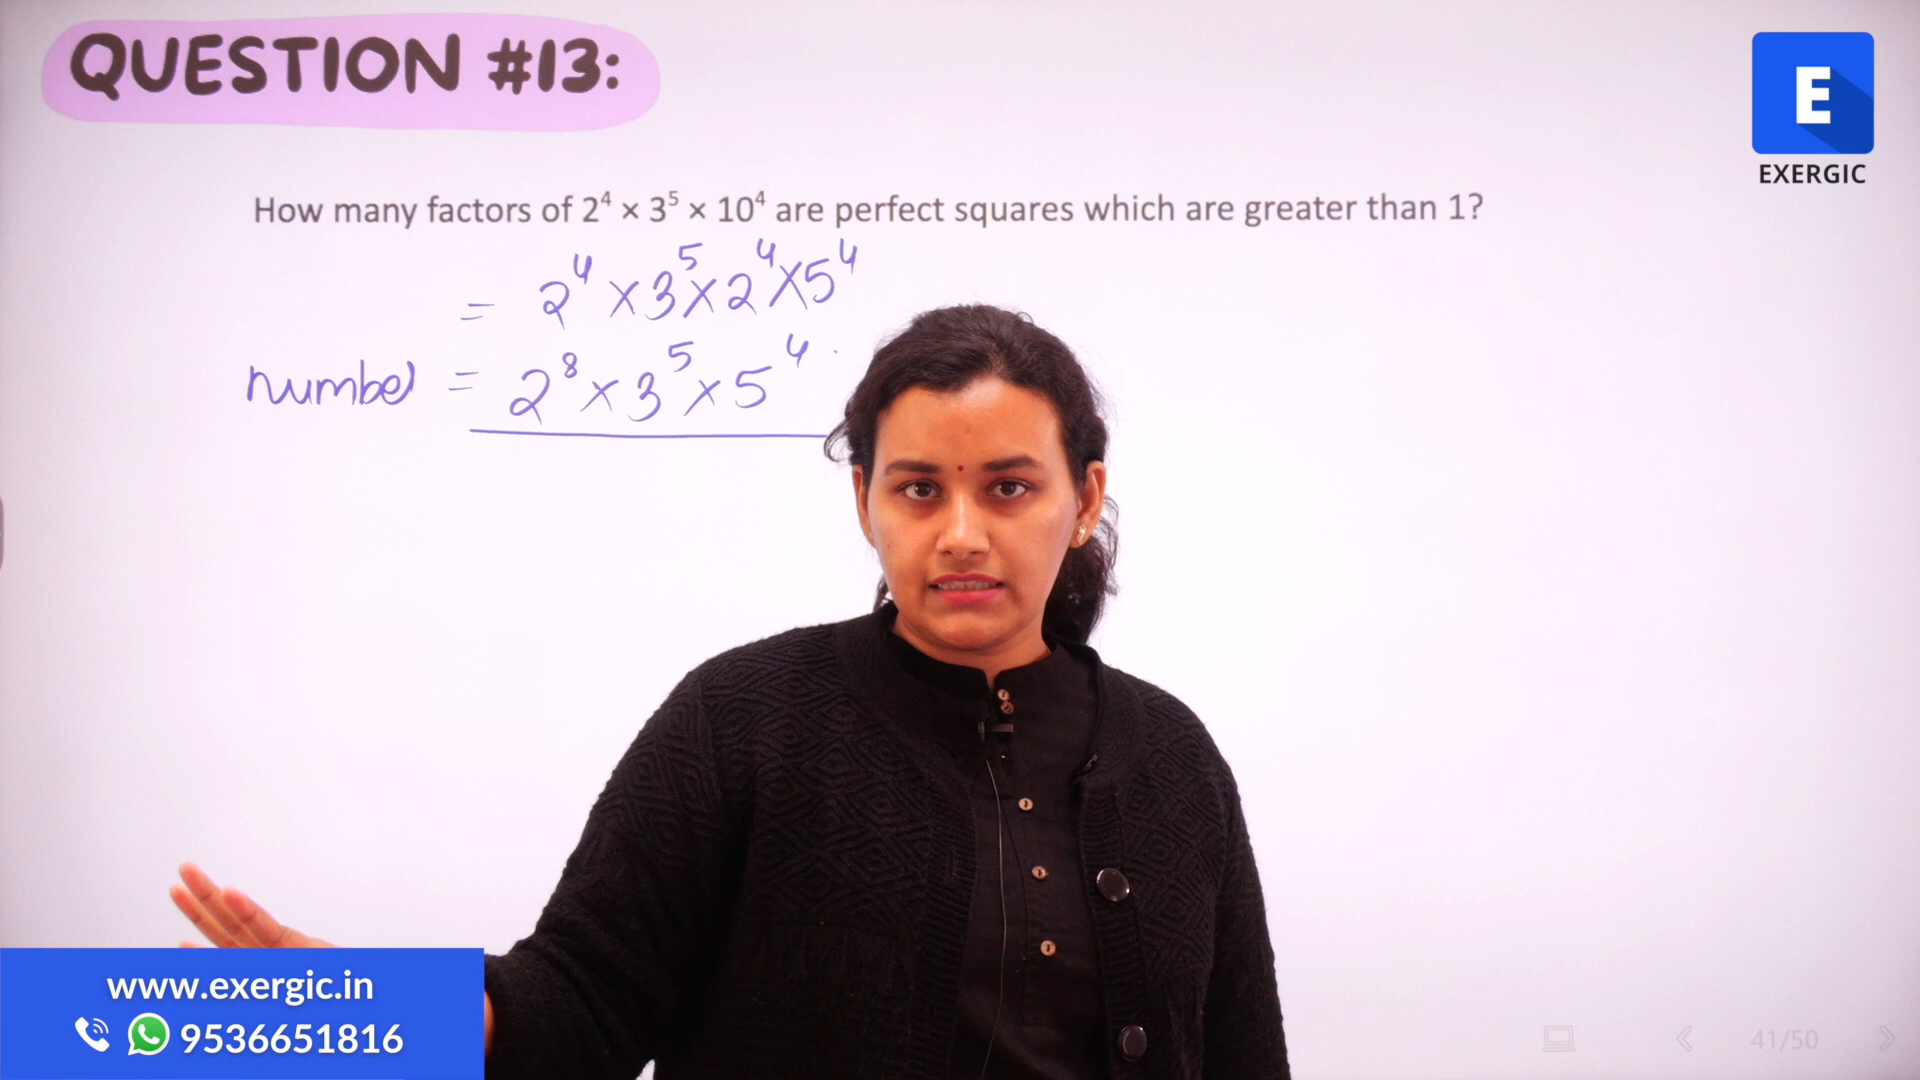 QUESTION #13:
E
EXERGIC
How many factors of 2⁴ × 3⁵ × 10⁴ are perfect squares which are greater than 1?
= 2⁴ × 3⁵ × 2⁴ × 5⁴
number = 2⁸ × 3⁵ × 5⁴
www.exergic.in
9536651816
41/50